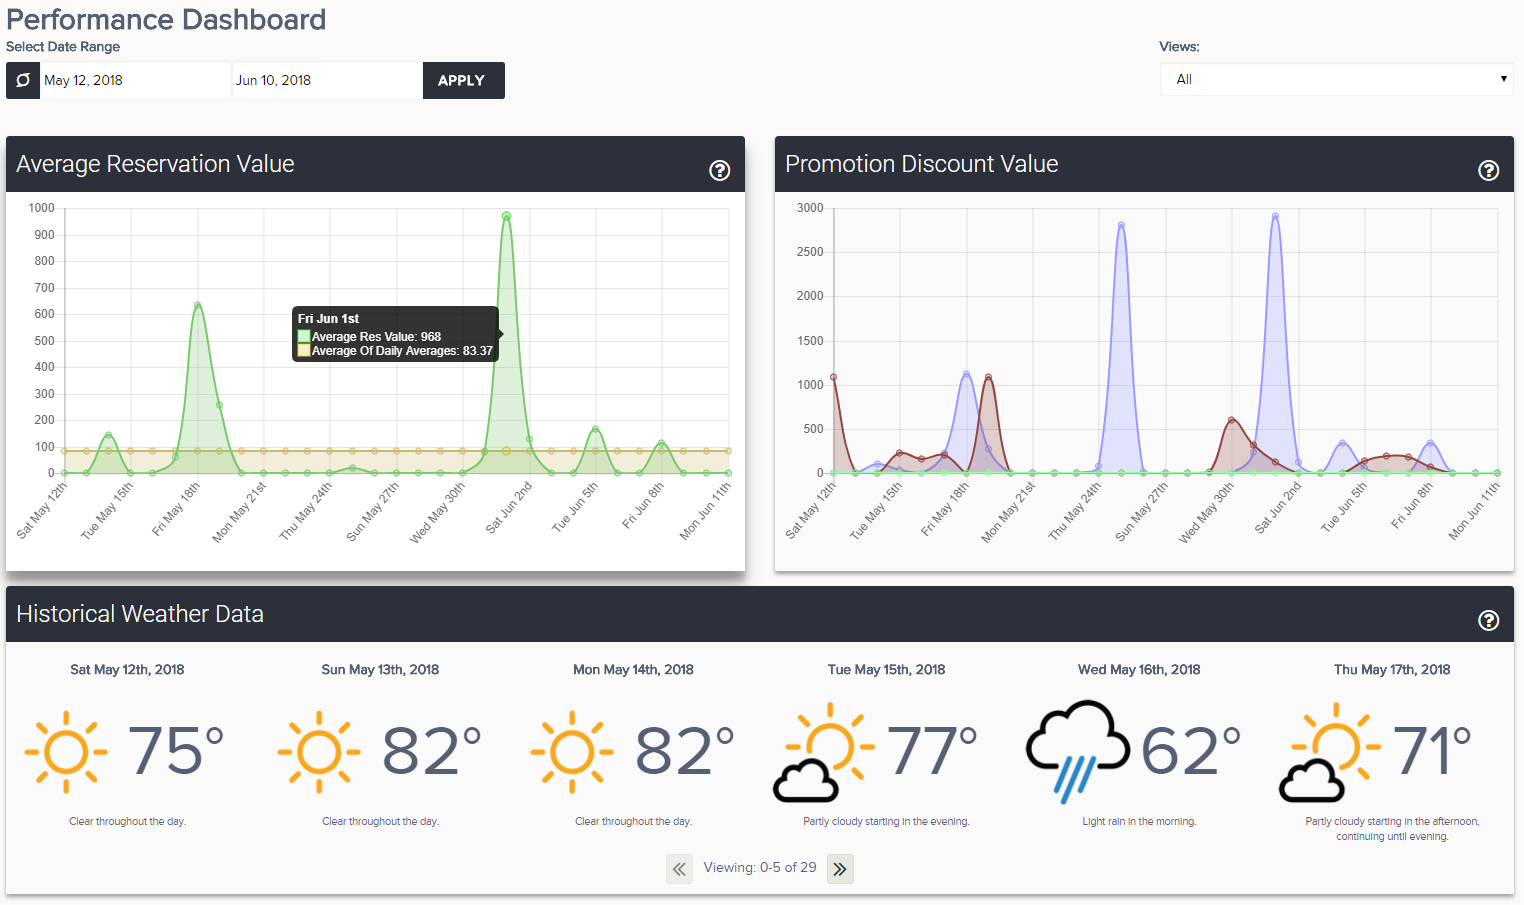 Performance Dashboard
Select Date Range
Views:
May 12, 2018 Jun 10, 2018 APPLY
All
Average Reservation Value
?
1000
900
800
700
600
500
400
300
200
100
0
Fri Jun 1st
Average Res Value: 968
Average Of Daily Averages: 83.37
Sat May 12th
Tue May 15th
Fri May 18th
Mon May 21st
Thu May 24th
Sun May 27th
Wed May 30th
Sat Jun 2nd
Tue Jun 5th
Fri Jun 8th
Mon Jun 11th
Promotion Discount Value
?
3000
2500
2000
1500
1000
500
0
Sat May 12th
Tue May 15th
Fri May 18th
Mon May 21st
Thu May 24th
Sun May 27th
Wed May 30th
Sat Jun 2nd
Tue Jun 5th
Fri Jun 8th
Mon Jun 11th
Historical Weather Data
?
Sat May 12th, 2018
75°
Clear throughout the day.
Sun May 13th, 2018
82°
Clear throughout the day.
Mon May 14th, 2018
82°
Clear throughout the day.
Tue May 15th, 2018
77°
Partly cloudy starting in the evening.
Wed May 16th, 2018
62°
Light rain in the morning.
Thu May 17th, 2018
71°
Partly cloudy starting in the afternoon,
continuing until evening.
« Viewing: 0-5 of 29 »